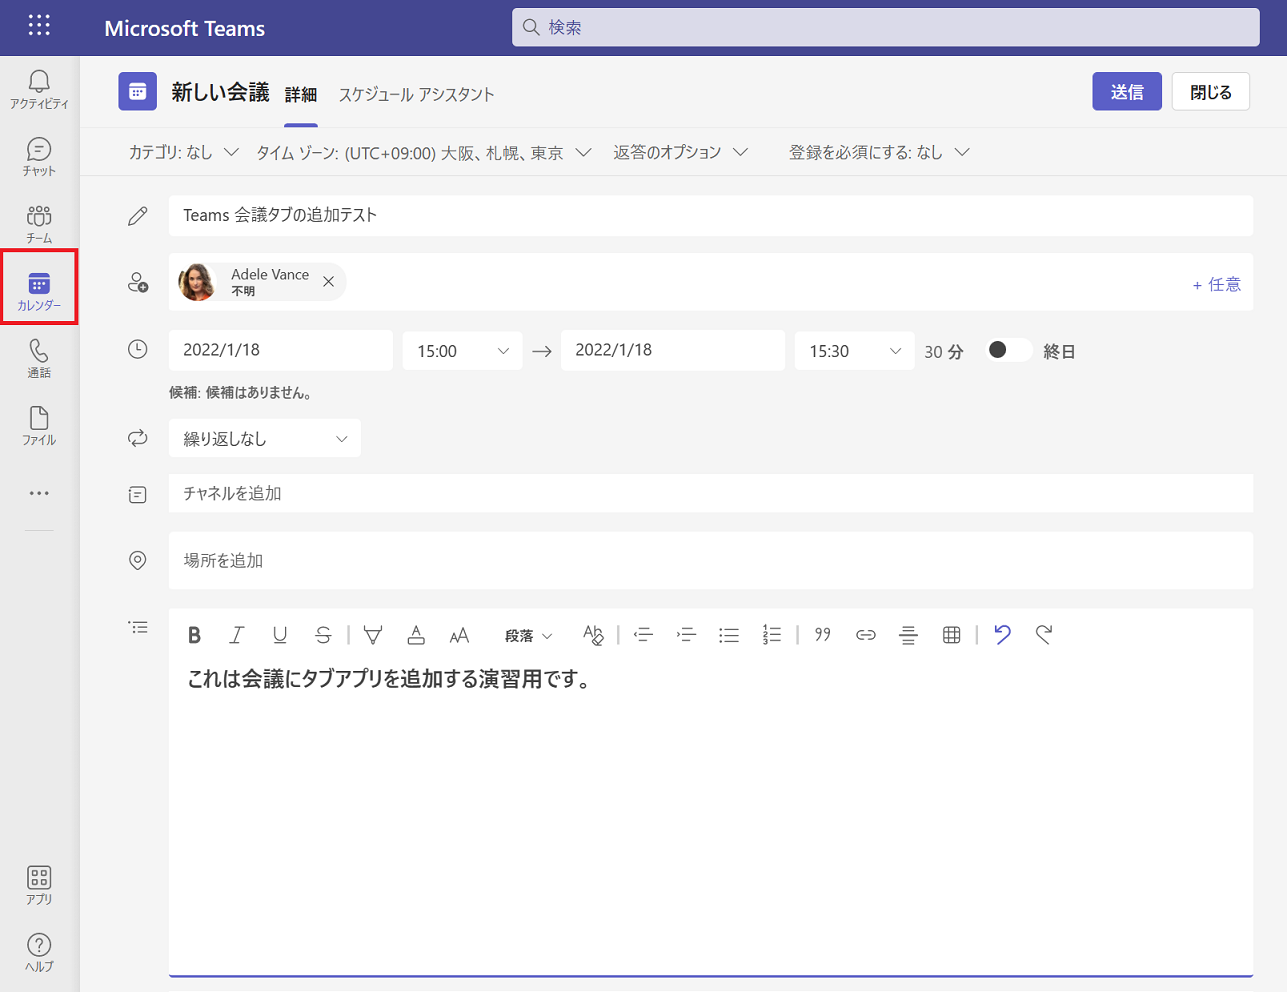 Microsoft Teams
検索
アクティビティ
チャット
チーム
カレンダー
通話
ファイル
アプリ
ヘルプ
新しい会議 詳細 スケジュール アシスタント
送信 閉じる
カテゴリ: なし タイム ゾーン: (UTC+09:00) 大阪、札幌、東京 返答のオプション 登録を必須にする: なし
Teams 会議タブの追加テスト
Adele Vance
不明
+ 任意
2022/1/18 15:00 → 2022/1/18 15:30 30 分 終日
候補: 候補はありません。
繰り返しなし
チャネルを追加
場所を追加
段落
これは会議にタブアプリを追加する演習用です。